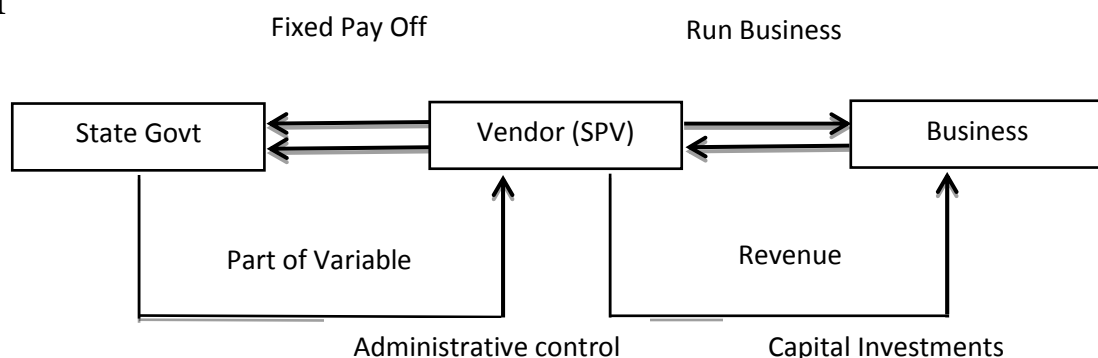 Fixed Pay Off
Run Business
State Govt
Vendor (SPV)
Business
Part of Variable
Revenue
Administrative control
Capital Investments